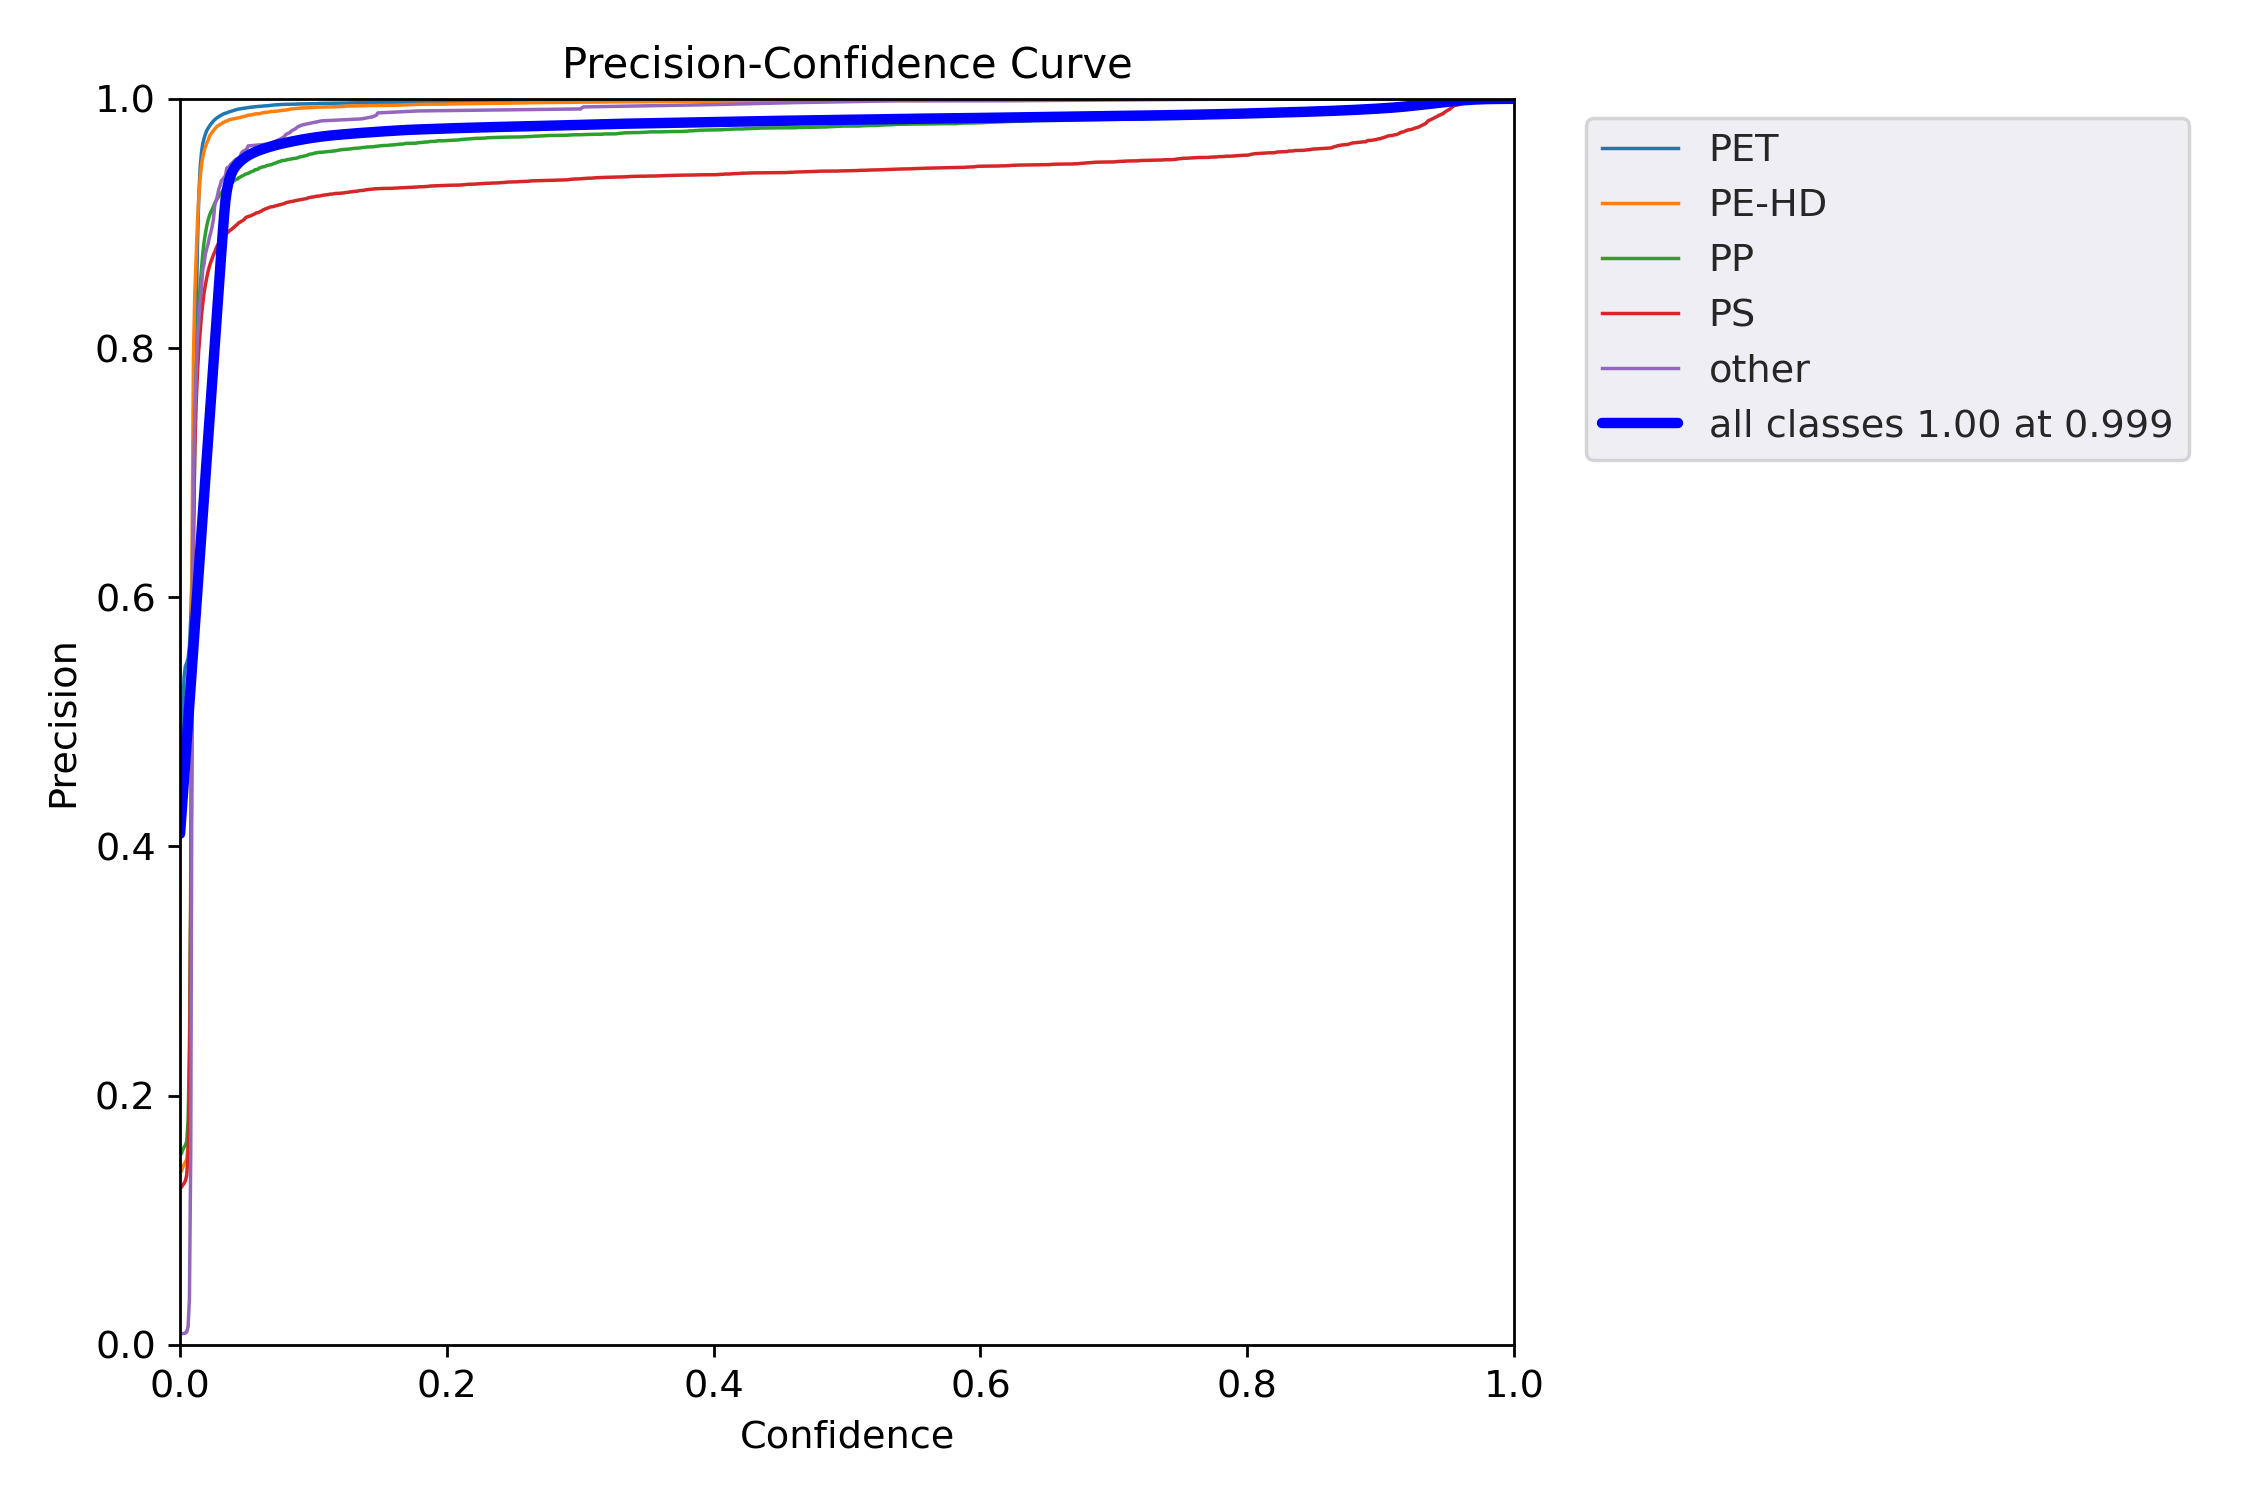 Precision-Confidence Curve
1.0
0.8
0.6
0.4
0.2
0.0
Precision
0.0 0.2 0.4 0.6 0.8 1.0
Confidence
PET
PE-HD
PP
PS
other
all classes 1.00 at 0.999